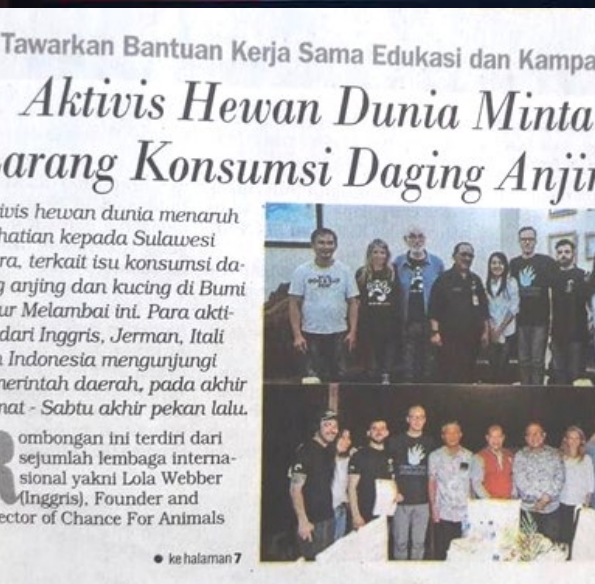 Tawarkan Bantuan Kerja Sama Edukasi dan Kampa
Aktivis Hewan Dunia Minta
arang Konsumsi Daging Anjin
ivis hewan dunia menaruh
hatian kepada Sulawesi
ra, terkait isu konsumsi da-
g anjing dan kucing di Bumi
ur Melambai ini. Para akti-
dari Inggris, Jerman, Itali
n Indonesia mengunjungi
merintah daerah, pada akhir
mat - Sabtu akhir pekan lalu.
Rombongan ini terdiri dari
sejumlah lembaga interna-
sional yakni Lola Webber
(Inggris), Founder and
ector of Chance For Animals
● ke halaman 7